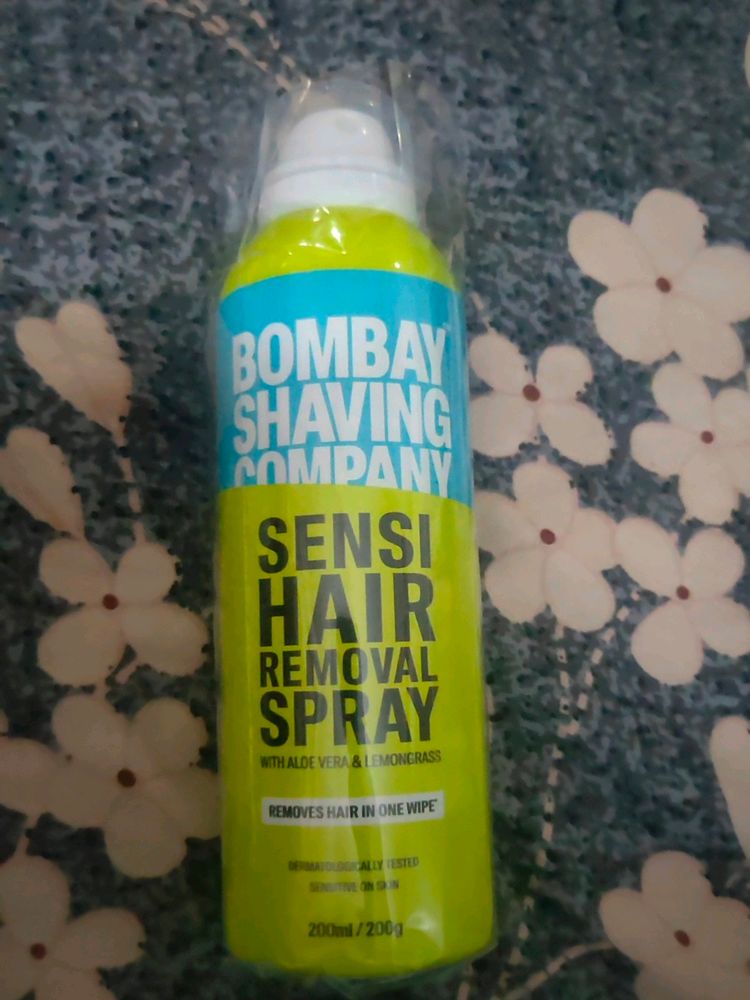 BOMBAY™
SHAVING
COMPANY
SENSI
HAIR
REMOVAL
SPRAY
WITH ALOE VERA & LEMONGRASS
REMOVES HAIR IN ONE WIPE*
DERMATOLOGICALLY TESTED
SENSITIVE ON SKIN
200ml / 200g